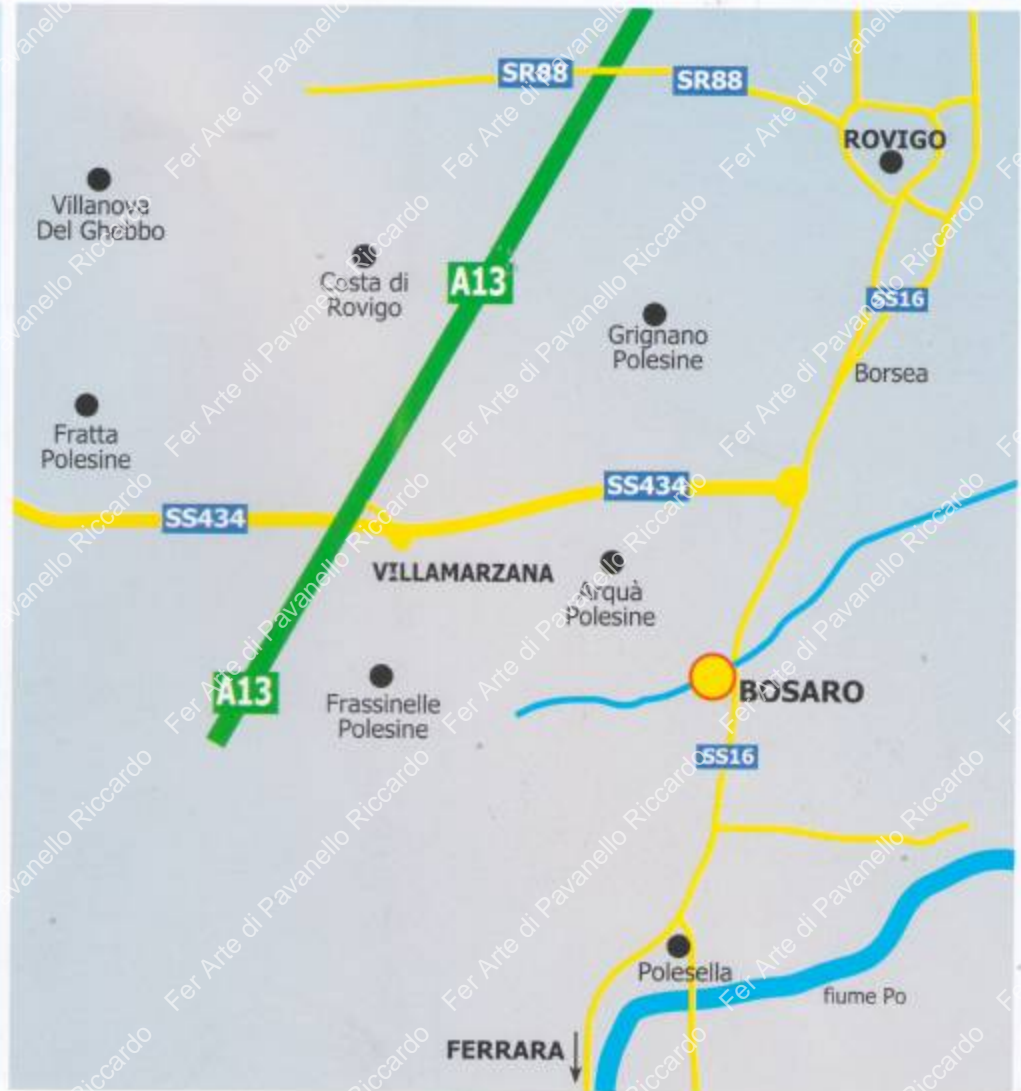 SR88
SR88
ROVIGO
Villanova
Del Ghebbo
Costa di
Rovigo
A13
SS16
Grignano
Polesine
Borsea
Fratta
Polesine
SS434
SS434
VILLAMARZANA
Arquà
Polesine
A13
Frassinelle
Polesine
BOSARO
SS16
Polesella
fiume Po
FERRARA
Fer Arte di Pavanello Riccardo